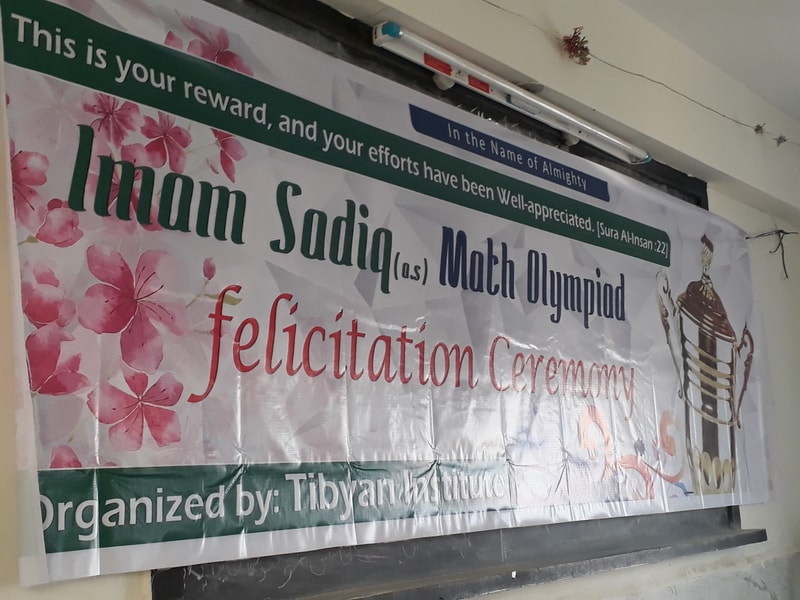 In the Name of Almighty
This is your reward, and your efforts have been Well-appreciated. [Sura Al-Insan :22]
Imam Sadiq(a.s) Math Olympiad
felicitation Ceremony
Organized by: Tibyan Institute